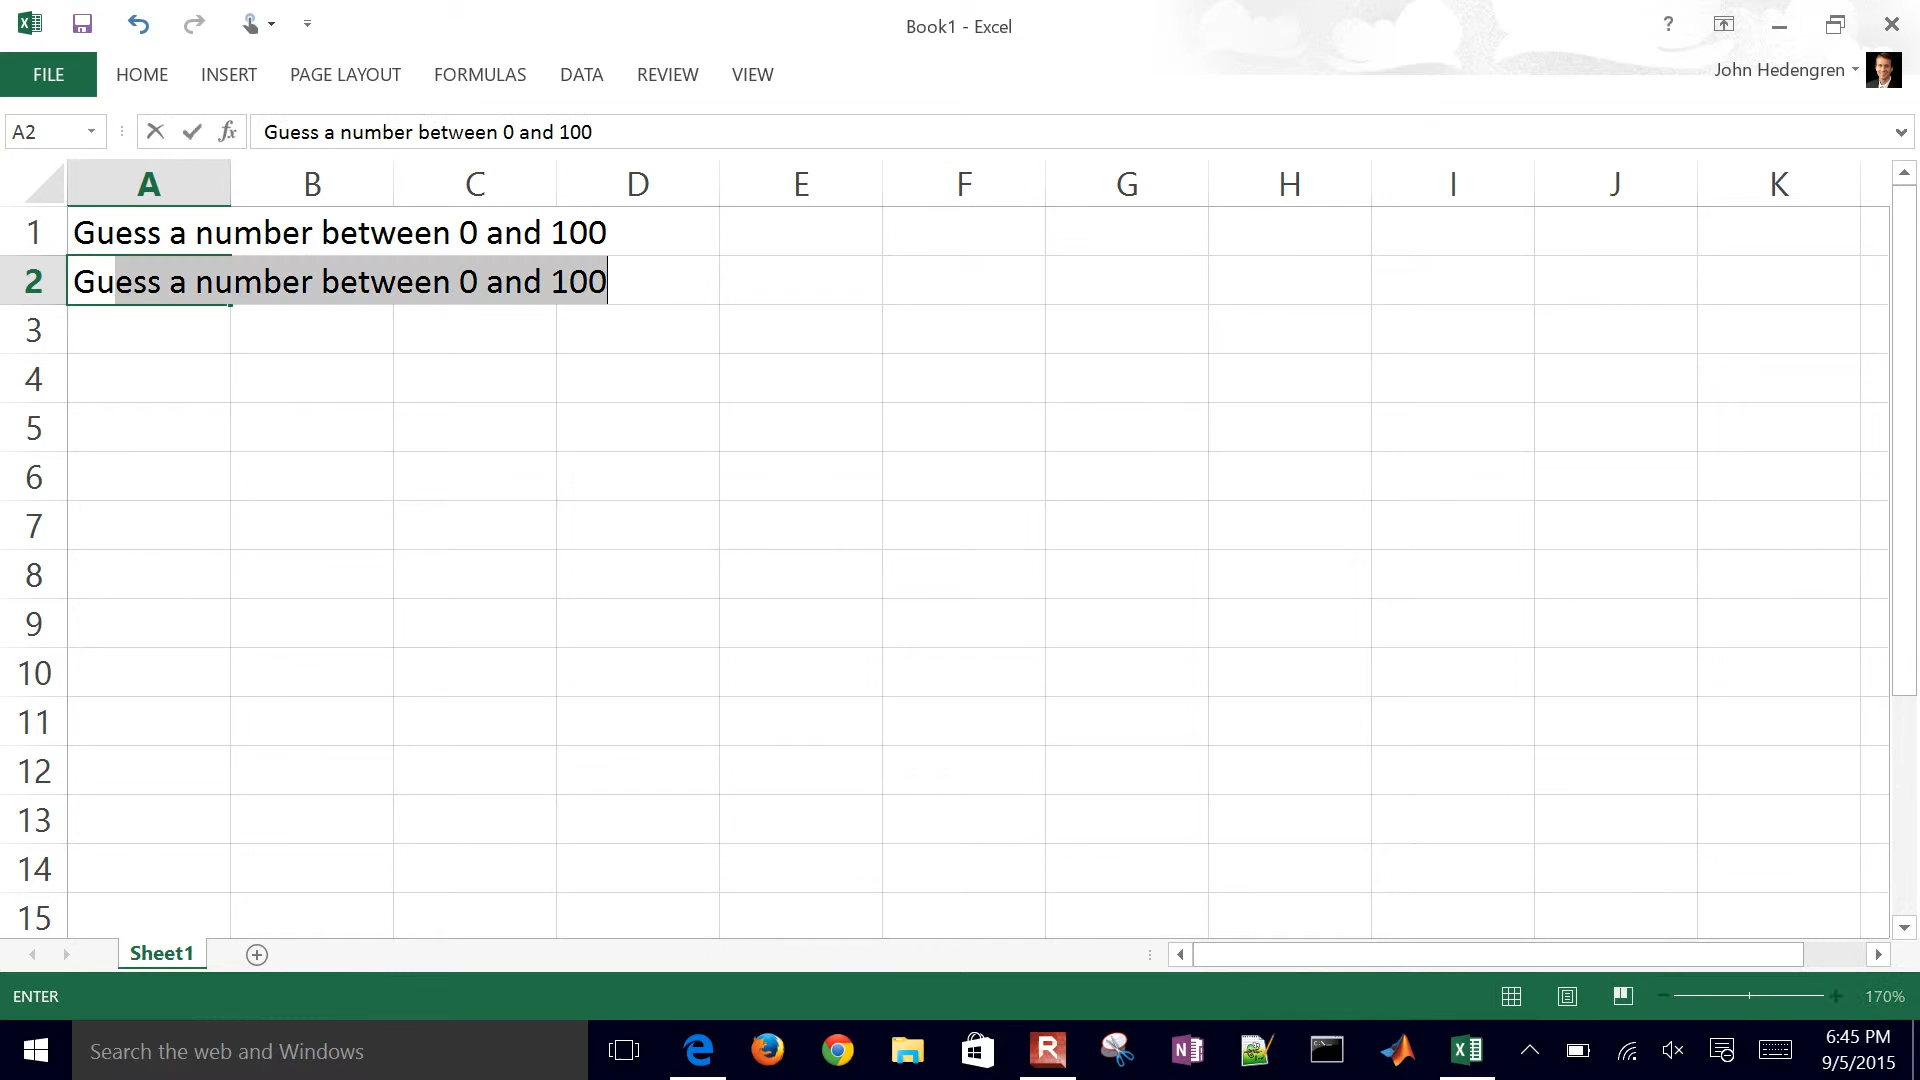 Book1 - Excel
?
FILE HOME INSERT PAGE LAYOUT FORMULAS DATA REVIEW VIEW
John Hedengren
A2 fx Guess a number between 0 and 100
A B C D E F G H I J K
1 Guess a number between 0 and 100
2 Guess a number between 0 and 100
3
4
5
6
7
8
9
10
11
12
13
14
15
Sheet1
ENTER
170%
Search the web and Windows
6:45 PM
9/5/2015